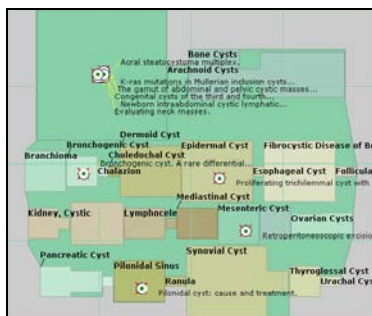 Bone Cysts
Acral steatocystoma multiplex.
Arachnoid Cysts
K-ras mutations in Mullerian inclusion cysts...
The gamut of abdominal and pelvic cystic masses...
Congenital cysts of the third and fourth...
Newborn intraabdominal cystic lymphatic...
Evaluating neck masses.
Dermoid Cyst
Bronchogenic Cyst
Epidermal Cyst
Fibrocystic Disease of B
Branchioma
Choledochal Cyst
Bronchogenic cyst. A rare differential...
Chalazion
Esophageal Cyst
Follicula
Proliferating trichilemmal cyst with
Mediastinal Cyst
Kidney, Cystic
Lymphocele
Mesenteric Cyst
Ovarian Cysts
Retroperitoneoscopic excisio
Pancreatic Cyst
Synovial Cyst
Pilonidal Sinus
Thyroglossal Cyst
Ranula
Urachal Cyst
Pilonidal cyst: cause and treatment.